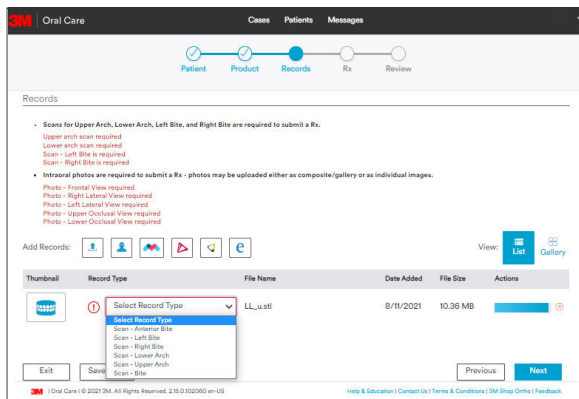 3M Oral Care Cases Patients Messages
Patient Product Records Rx Review
Records
• Scans for Upper Arch, Lower Arch, Left Bite, and Right Bite are required to submit a Rx.
Upper arch scan required
Lower arch scan required
Scan - Left Bite is required
Scan - Right Bite is required
• Intraoral photos are required to submit a Rx - photos may be uploaded either as composite/gallery or as individual images.
Photo - Frontal View required
Photo - Right Lateral View required
Photo - Left Lateral View required
Photo - Upper Occlusal View required
Photo - Lower Occlusal View required
Add Records: e View: List Gallery
Thumbnail Record Type File Name Date Added File Size Actions
Select Record Type LL_u.stl 8/11/2021 10.36 MB
Select Record Type
Scan - Anterior Bite
Scan - Left Bite
Scan - Right Bite
Scan - Lower Arch
Scan - Upper Arch
Scan - Bite
Exit Save Previous Next
3M | Oral Care | © 2021 3M. All Rights Reserved. 2.15.0.102060 en-US Help & Education | Contact Us | Terms & Conditions | 3M Shop Ortho | Feedback